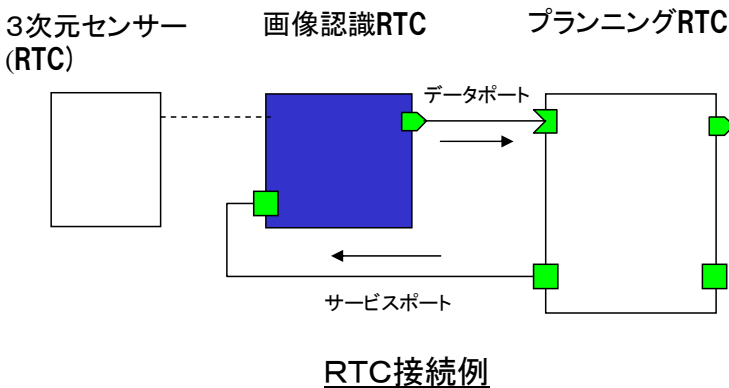 ３次元センサー
(RTC)
画像認識RTC
プランニングRTC
データポート
サービスポート
ＲＴＣ接続例